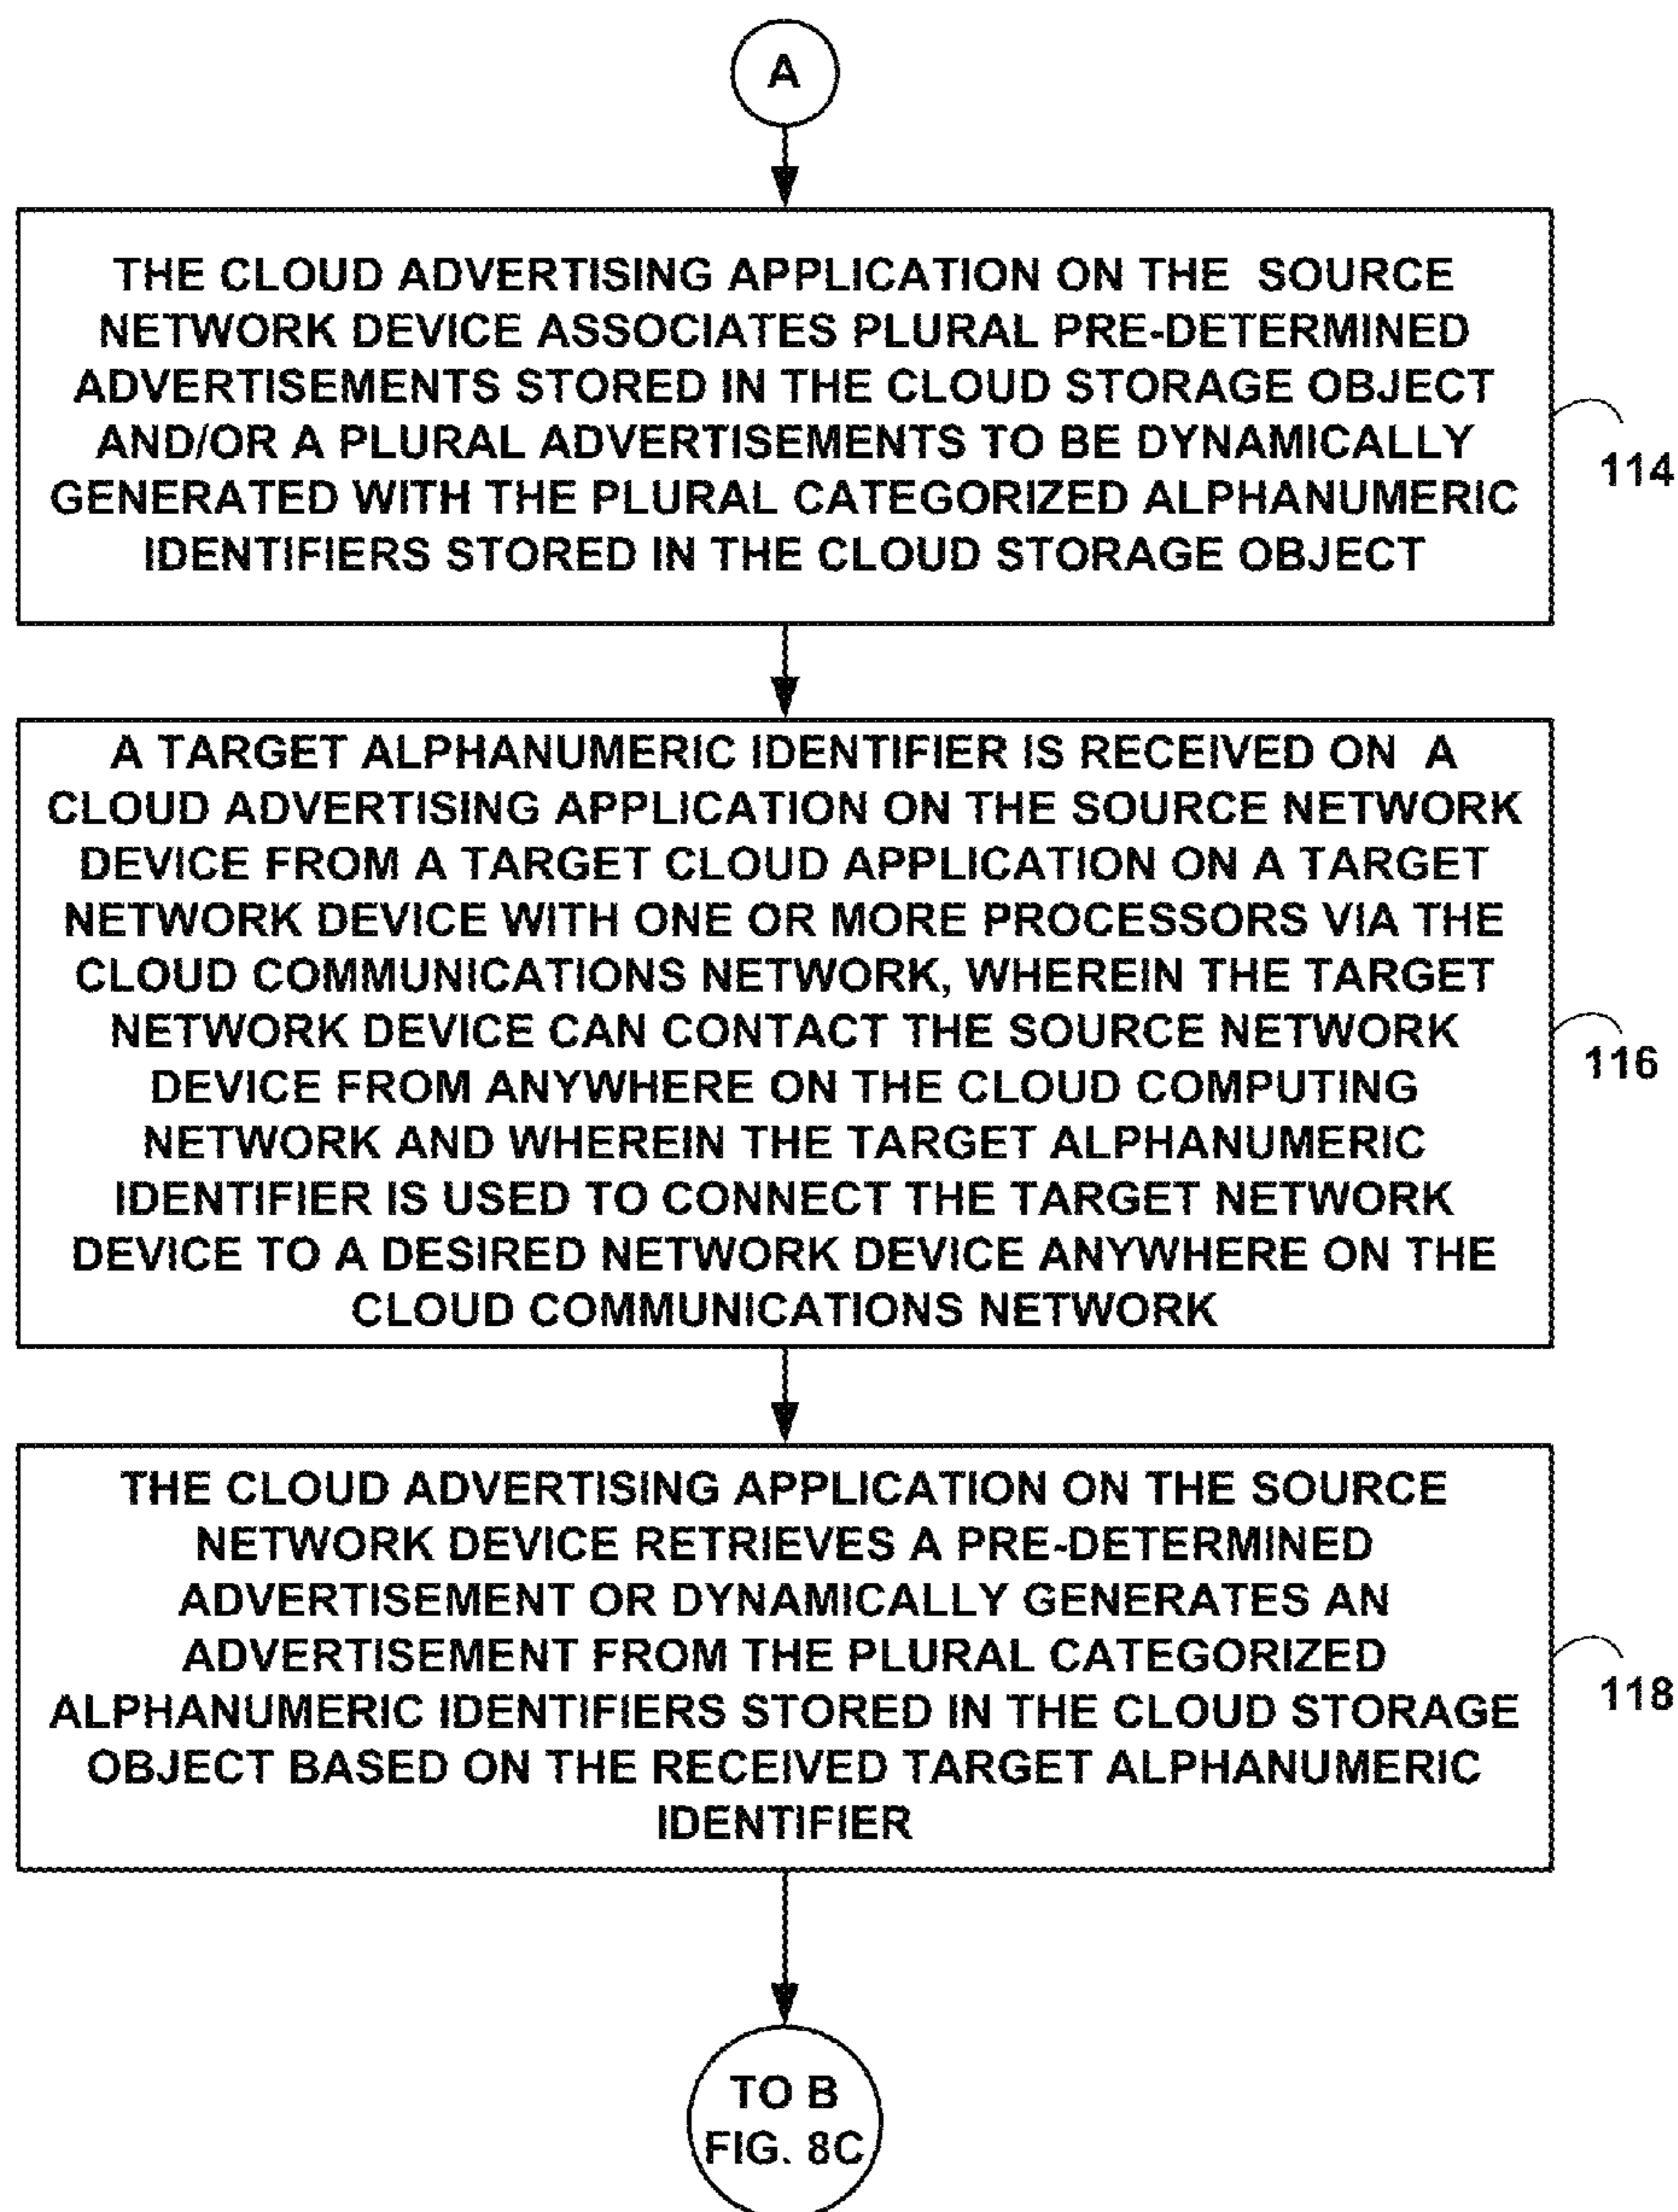 A
THE CLOUD ADVERTISING APPLICATION ON THE SOURCE
NETWORK DEVICE ASSOCIATES PLURAL PRE-DETERMINED
ADVERTISEMENTS STORED IN THE CLOUD STORAGE OBJECT
AND/OR A PLURAL ADVERTISEMENTS TO BE DYNAMICALLY
GENERATED WITH THE PLURAL CATEGORIZED ALPHANUMERIC
IDENTIFIERS STORED IN THE CLOUD STORAGE OBJECT
114
A TARGET ALPHANUMERIC IDENTIFIER IS RECEIVED ON A
CLOUD ADVERTISING APPLICATION ON THE SOURCE NETWORK
DEVICE FROM A TARGET CLOUD APPLICATION ON A TARGET
NETWORK DEVICE WITH ONE OR MORE PROCESSORS VIA THE
CLOUD COMMUNICATIONS NETWORK, WHEREIN THE TARGET
NETWORK DEVICE CAN CONTACT THE SOURCE NETWORK
DEVICE FROM ANYWHERE ON THE CLOUD COMPUTING
NETWORK AND WHEREIN THE TARGET ALPHANUMERIC
IDENTIFIER IS USED TO CONNECT THE TARGET NETWORK
DEVICE TO A DESIRED NETWORK DEVICE ANYWHERE ON THE
CLOUD COMMUNICATIONS NETWORK
116
THE CLOUD ADVERTISING APPLICATION ON THE SOURCE
NETWORK DEVICE RETRIEVES A PRE-DETERMINED
ADVERTISEMENT OR DYNAMICALLY GENERATES AN
ADVERTISEMENT FROM THE PLURAL CATEGORIZED
ALPHANUMERIC IDENTIFIERS STORED IN THE CLOUD STORAGE
OBJECT BASED ON THE RECEIVED TARGET ALPHANUMERIC
IDENTIFIER
118
TO B
FIG. 8C